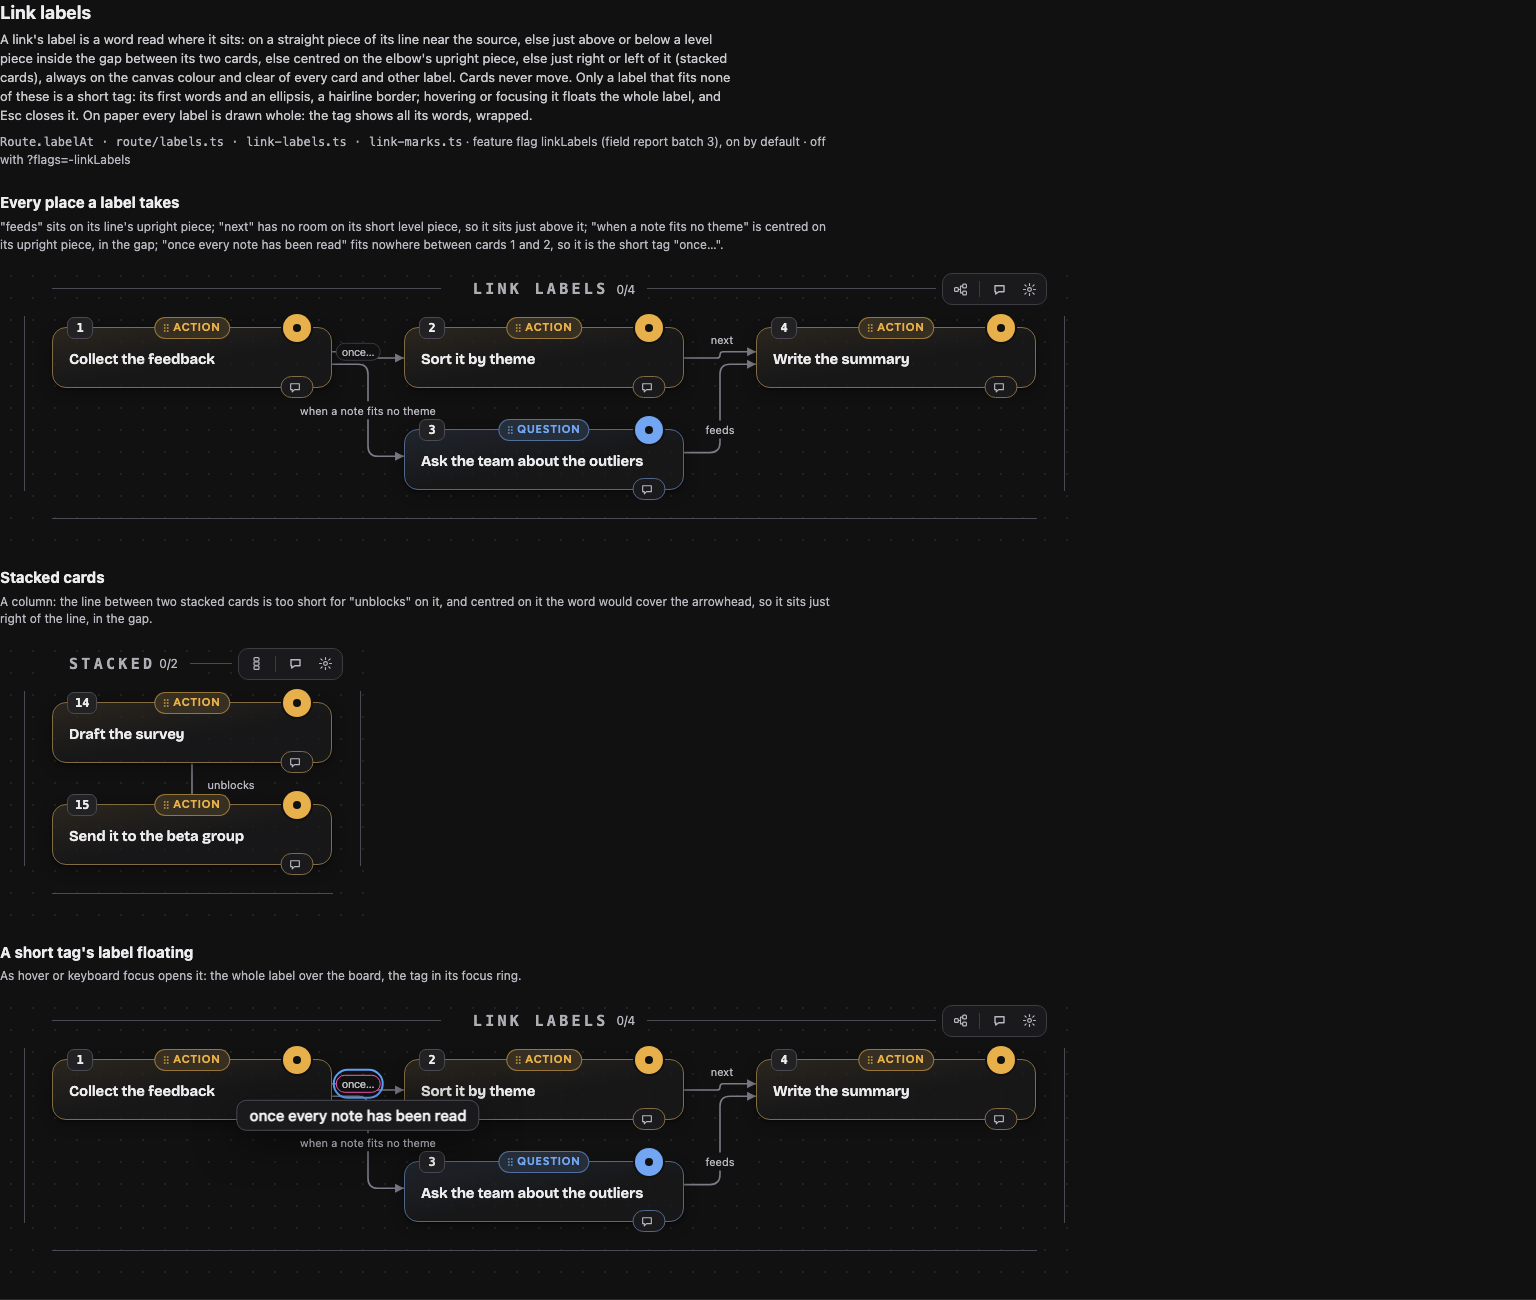 Link labels
A link's label is a word read where it sits: on a straight piece of its line near the source, else just above or below a level
piece inside the gap between its two cards, else centred on the elbow's upright piece, else just right or left of it (stacked
cards), always on the canvas colour and clear of every card and other label. Cards never move. Only a label that fits none
of these is a short tag: its first words and an ellipsis, a hairline border; hovering or focusing it floats the whole label, and
Esc closes it. On paper every label is drawn whole: the tag shows all its words, wrapped.
Route.labelAt · route/labels.ts · link-labels.ts · link-marks.ts · feature flag linkLabels (field report batch 3), on by default · off
with ?flags=-linkLabels
Every place a label takes
"feeds" sits on its line's upright piece; "next" has no room on its short level piece, so it sits just above it; "when a note fits no theme" is centred on
its upright piece, in the gap; "once every note has been read" fits nowhere between cards 1 and 2, so it is the short tag "once…".
LINK LABELS 0/4
1 ACTION
2 ACTION
4 ACTION
Collect the feedback
once…
Sort it by theme
next
Write the summary
when a note fits no theme
3 QUESTION
feeds
Ask the team about the outliers
Stacked cards
A column: the line between two stacked cards is too short for "unblocks" on it, and centred on it the word would cover the arrowhead, so it sits just
right of the line, in the gap.
STACKED 0/2
14 ACTION
Draft the survey
unblocks
15 ACTION
Send it to the beta group
A short tag's label floating
As hover or keyboard focus opens it: the whole label over the board, the tag in its focus ring.
LINK LABELS 0/4
1 ACTION
2 ACTION
4 ACTION
Collect the feedback
once…
Sort it by theme
next
Write the summary
once every note has been read
when a note fits no theme
3 QUESTION
feeds
Ask the team about the outliers